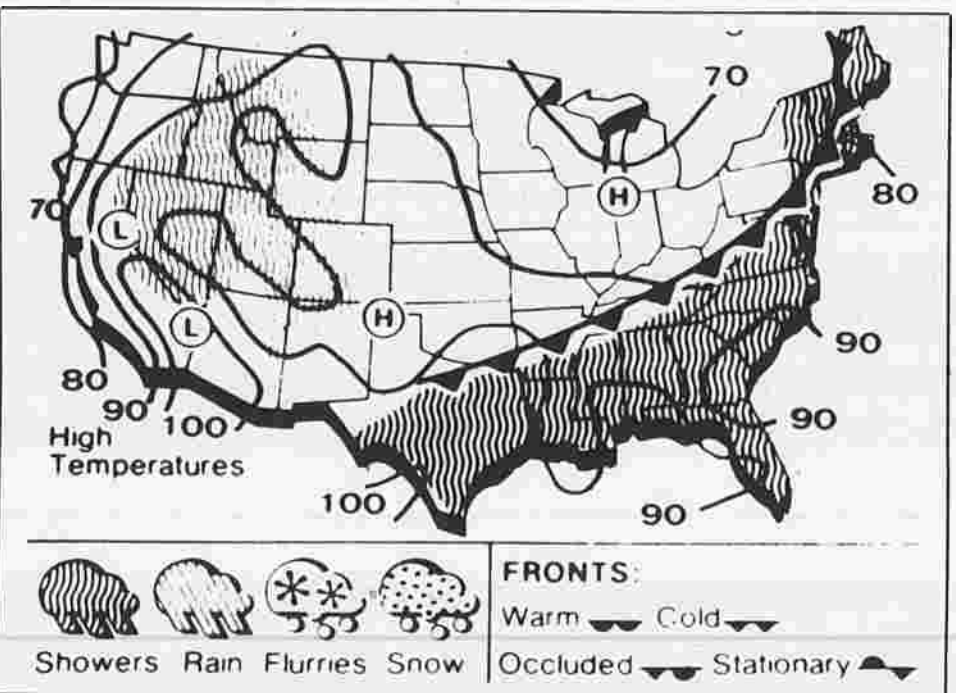 70
80
70
L
H
L
H
90
80
90
100
90
High
Temperatures
100
90
FRONTS:
Warm Cold
Showers Rain Flurries Snow
Occluded Stationary